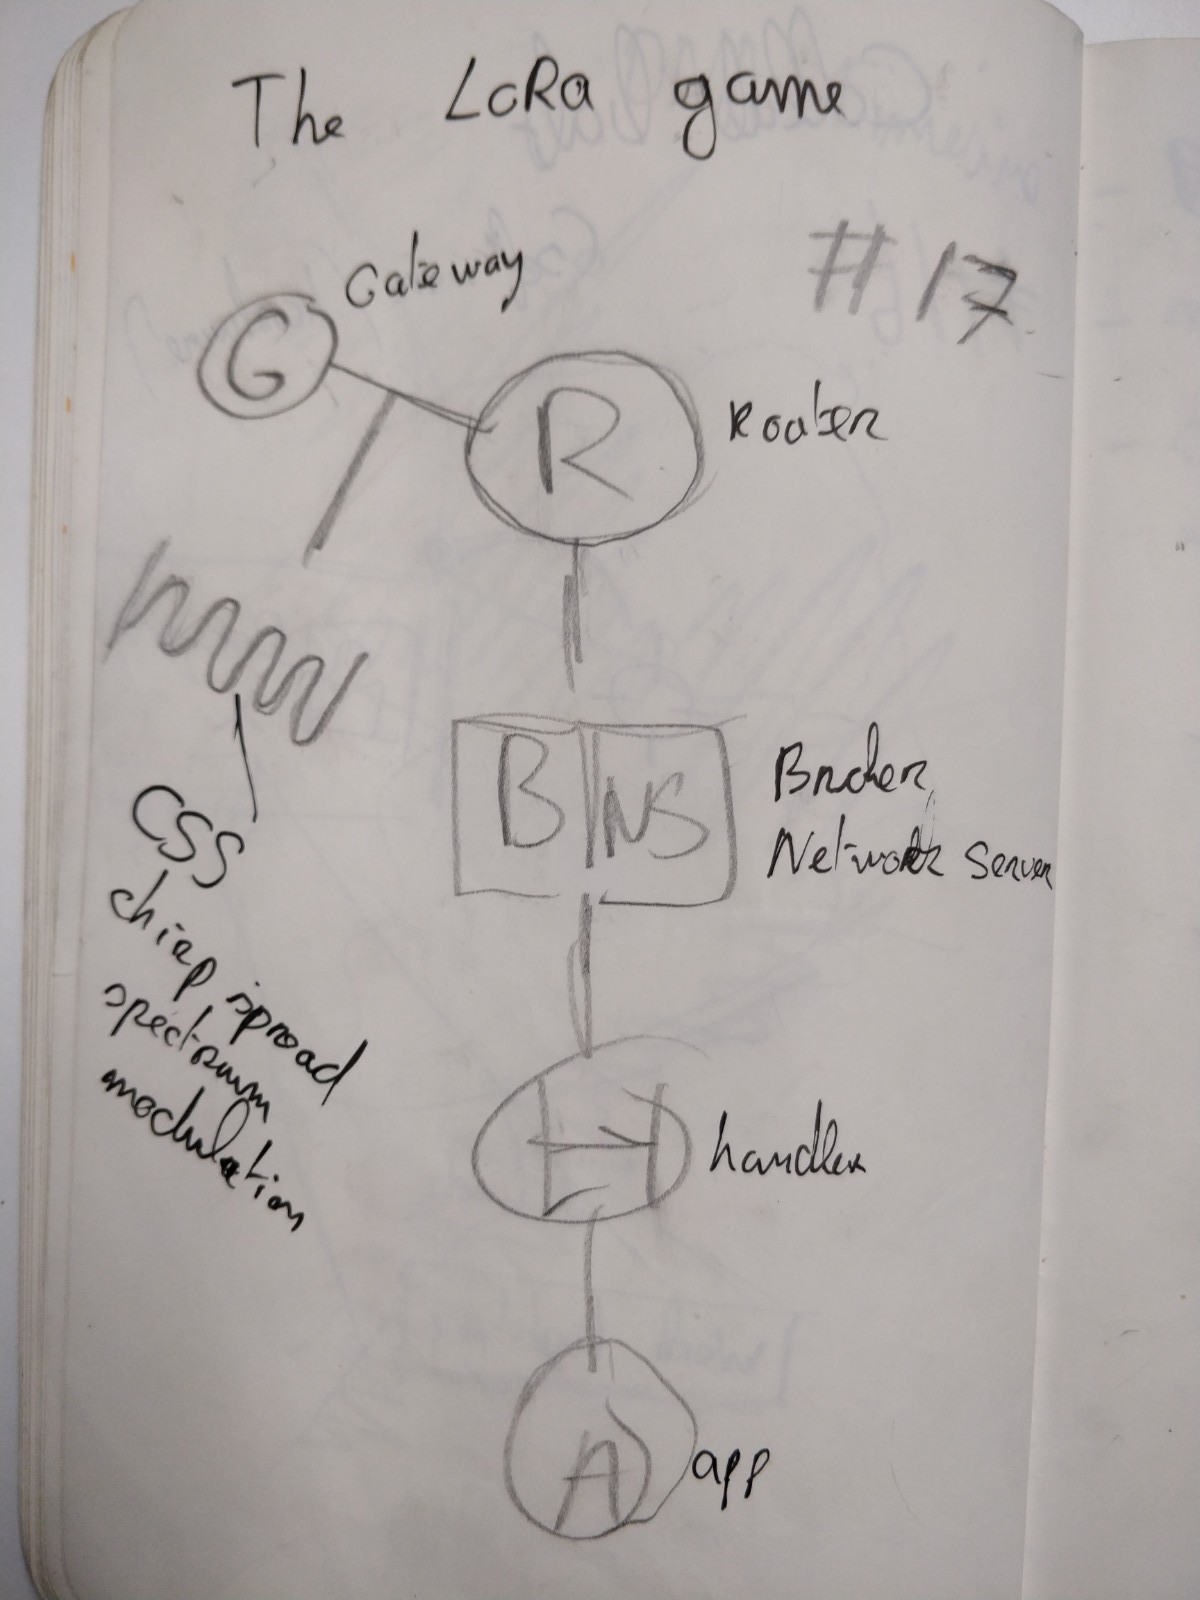 The LoRa game
#17
Gateway
G
R
Router
B NS
Broker,
Network Server
CSS
chirp spread
spectrum
modulation
H
handler
A
app